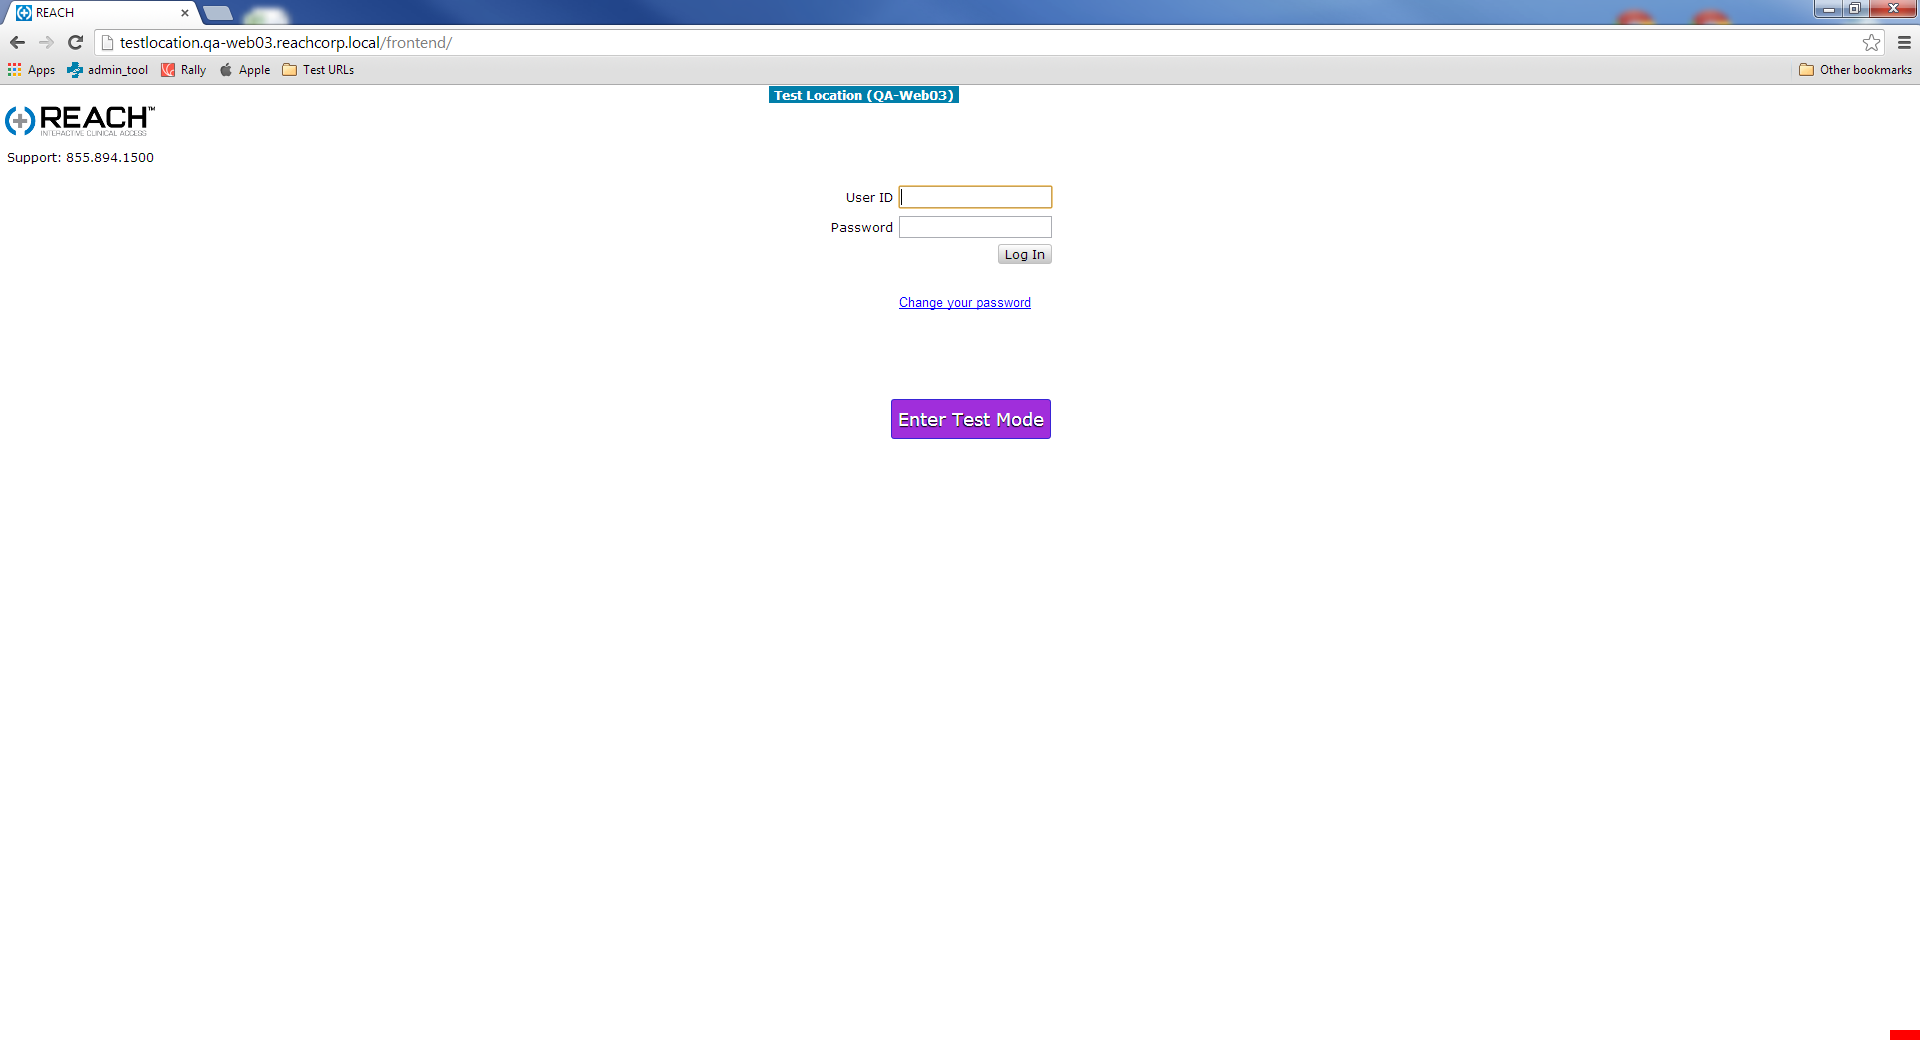 REACH
testlocation.qa-web03.reachcorp.local/frontend/
Apps admin_tool Rally Apple Test URLs Other bookmarks
Test Location (QA-Web03)
REACH™
INTERACTIVE CLINICAL ACCESS
Support: 855.894.1500
User ID
Password
Log In
Change your password
Enter Test Mode